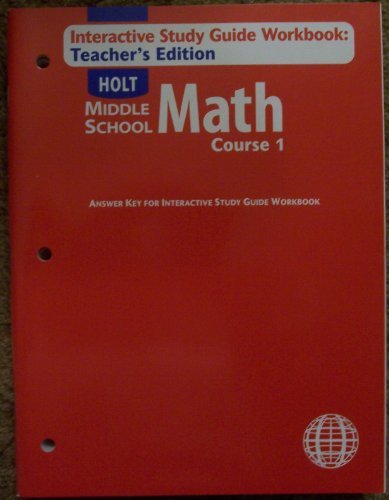 Interactive Study Guide Workbook:
Teacher's Edition
HOLT
MIDDLE
SCHOOL
Math
Course 1
ANSWER KEY FOR INTERACTIVE STUDY GUIDE WORKBOOK